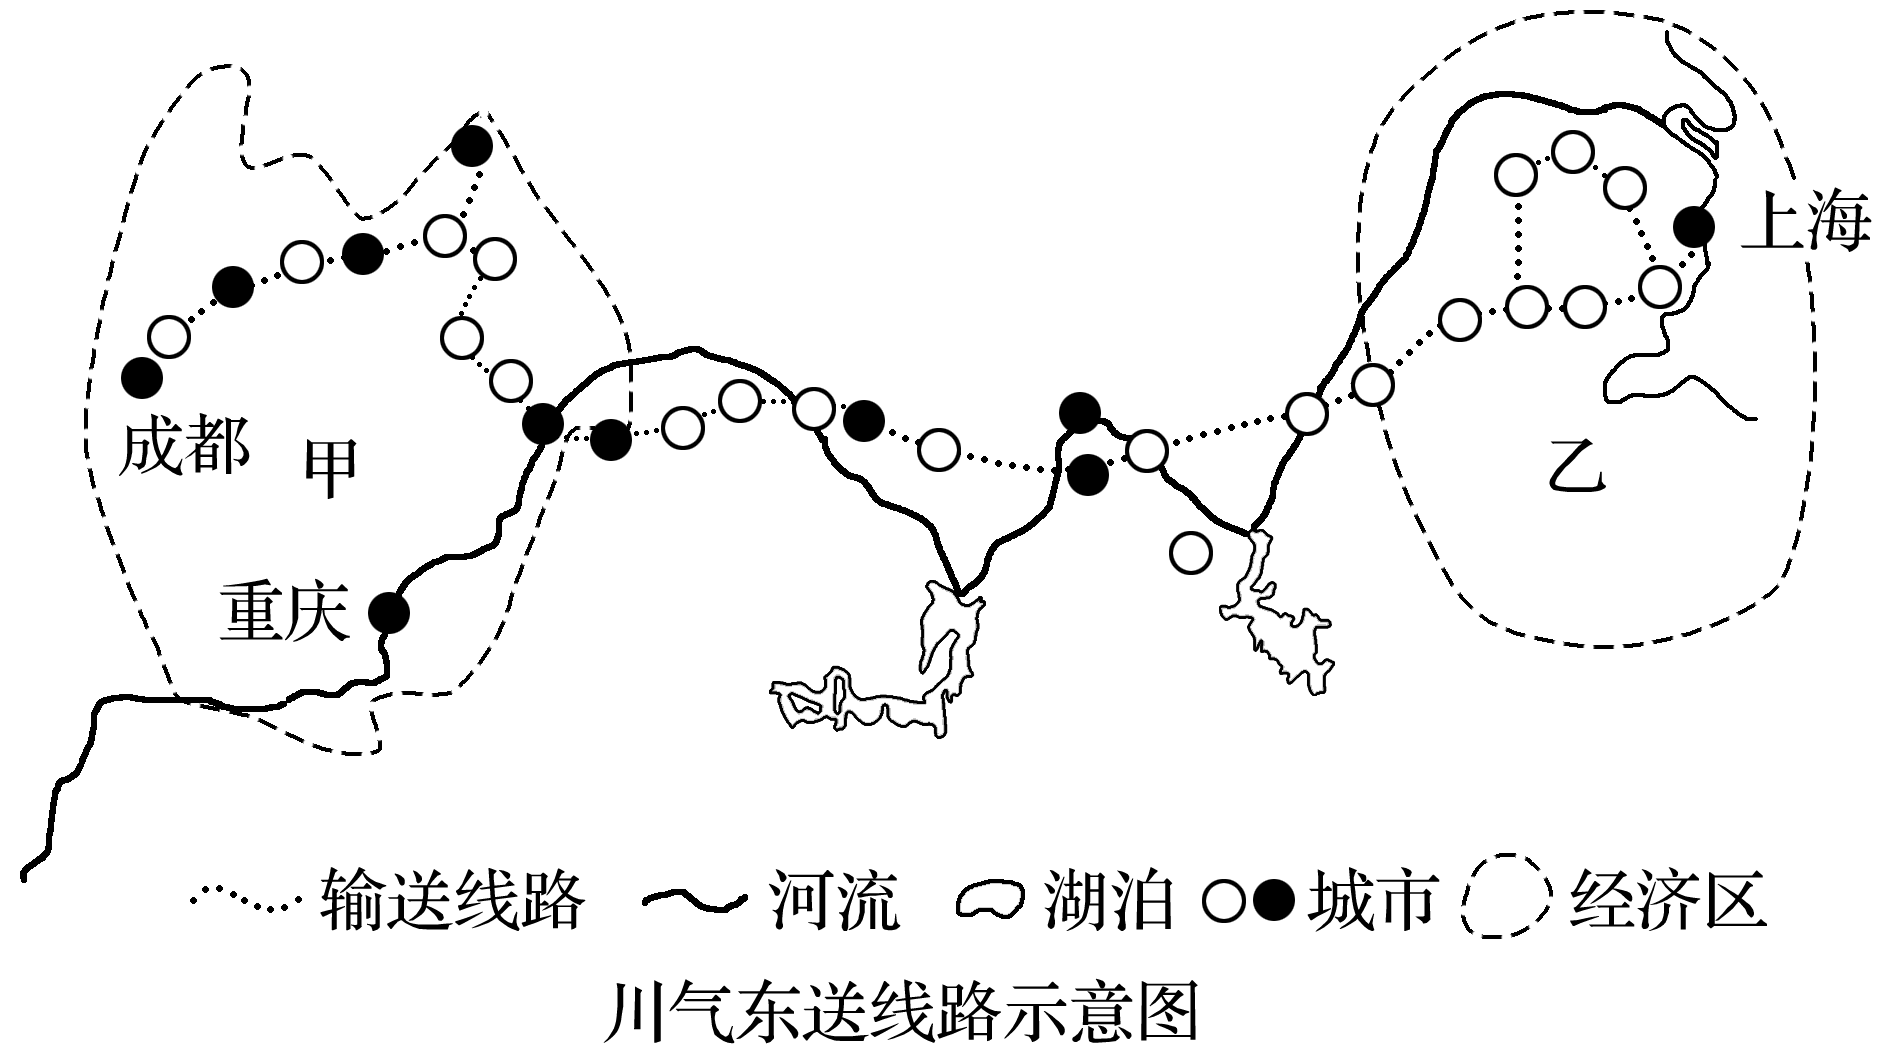 上海
成都
甲
乙
重庆
输送线路 河流 湖泊 城市 经济区
川气东送线路示意图